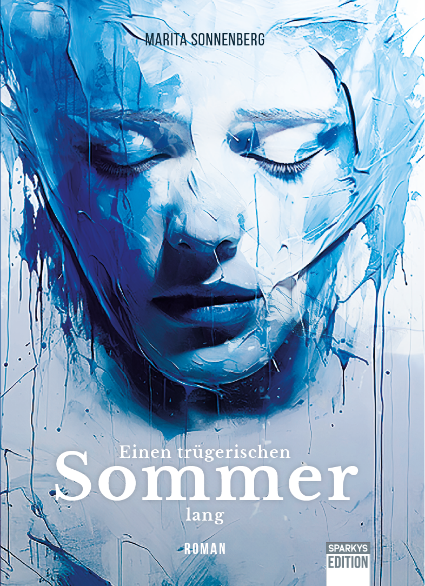 MARITA SONNENBERG
Einen trügerischen
Sommer
lang
ROMAN
SPARKYS
EDITION